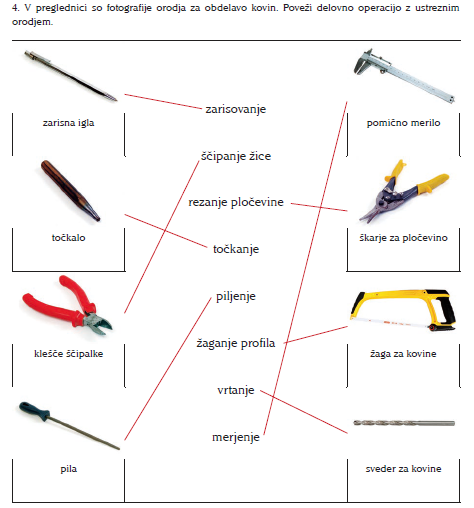 4. V preglednici so fotografije orodja za obdelavo kovin. Poveži delovno operacijo z ustreznim
orodjem.
zarisovanje
zarisna igla
pomično merilo
ščipanje žice
rezanje pločevine
točkalo
škarje za pločevino
točkanje
piljenje
žaganje profila
klešče ščipalke
žaga za kovine
vrtanje
merjenje
pila
sveder za kovine